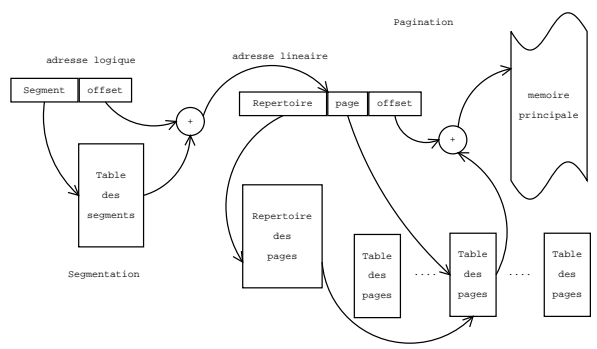 Pagination
adresse logique
adresse lineaire
Segment offset
Repertoire page offset
memoire
principale
+
+
Table
des
segments
Repertoire
des
pages
Segmentation
Table
des
pages
....
Table
des
pages
....
Table
des
pages